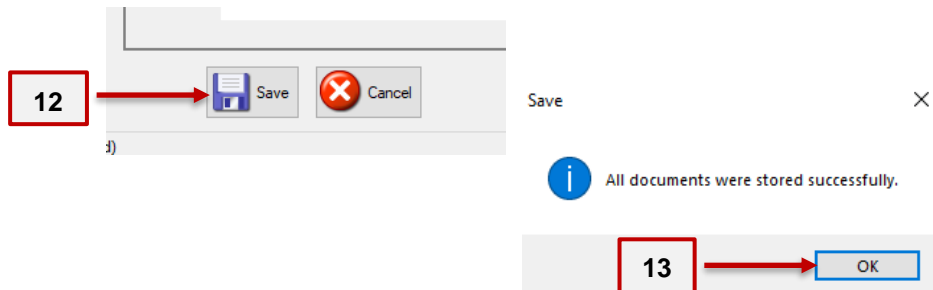 12
Save
Cancel
d)
Save
All documents were stored successfully.
13
OK